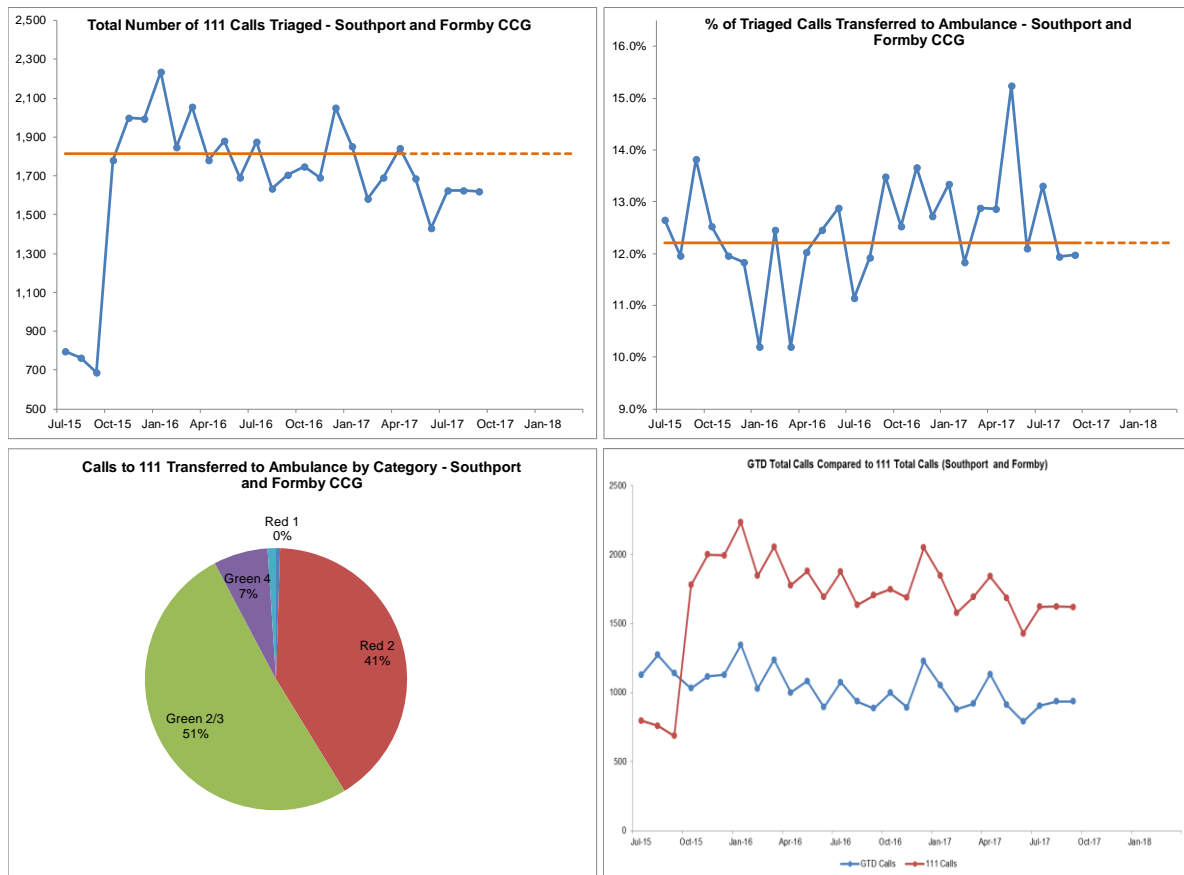 Total Number of 111 Calls Triaged - Southport and Formby CCG
2,500
2,300
2,100
1,900
1,700
1,500
1,300
1,100
900
700
500
Jul-15 Oct-15 Jan-16 Apr-16 Jul-16 Oct-16 Jan-17 Apr-17 Jul-17 Oct-17 Jan-18
% of Triaged Calls Transferred to Ambulance - Southport and
Formby CCG
16.0%
15.0%
14.0%
13.0%
12.0%
11.0%
10.0%
9.0%
Jul-15 Oct-15 Jan-16 Apr-16 Jul-16 Oct-16 Jan-17 Apr-17 Jul-17 Oct-17 Jan-18
Calls to 111 Transferred to Ambulance by Category - Southport
and Formby CCG
Red 1
0%
Green 4
7%
Red 2
41%
Green 2/3
51%
GTD Total Calls Compared to 111 Total Calls (Southport and Formby)
2500
2000
1500
1000
500
0
Jul-15 Oct-15 Jan-16 Apr-16 Jul-16 Oct-16 Jan-17 Apr-17 Jul-17 Oct-17 Jan-18
GTD Calls 111 Calls